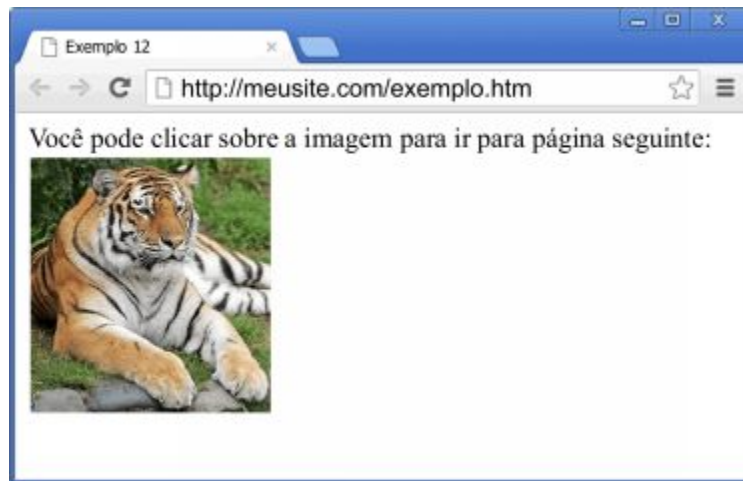 Exemplo 12
http://meusite.com/exemplo.htm
Você pode clicar sobre a imagem para ir para página seguinte: